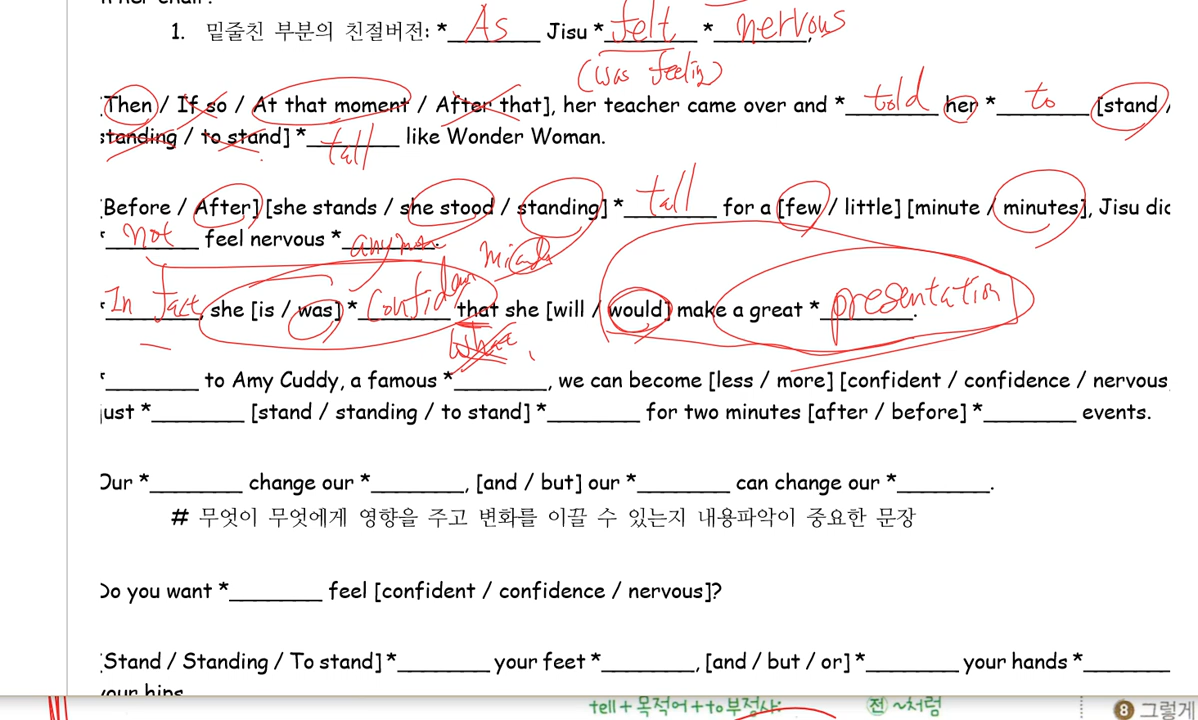 1. 밑줄친 부분의 친절버전: * As Jisu * felt * nervous,
(was feeling)
[Then / If so / At that moment / After that], her teacher came over and * told her * to [stand /
standing / to stand] * tall like Wonder Woman.
[Before / After] [she stands / she stood / standing] * tall for a [few / little] [minute / minutes], Jisu did
* not feel nervous * anymore.
* In fact, she [is / was] * confident that she [will / would] make a great * presentation.
*________ to Amy Cuddy, a famous *________, we can become [less / more] [confident / confidence / nervous
just *________ [stand / standing / to stand] *________ for two minutes [after / before] *________ events.
Our *________ change our *________, [and / but] our *________ can change our *________.
# 무엇이 무엇에게 영향을 주고 변화를 이끌 수 있는지 내용파악이 중요한 문장
Do you want *________ feel [confident / confidence / nervous]?
[Stand / Standing / To stand] *________ your feet *________, [and / but / or] *________ your hands *________
your hips
tell + 목적어 + to부정사: 전 ~처럼 8 그렇게